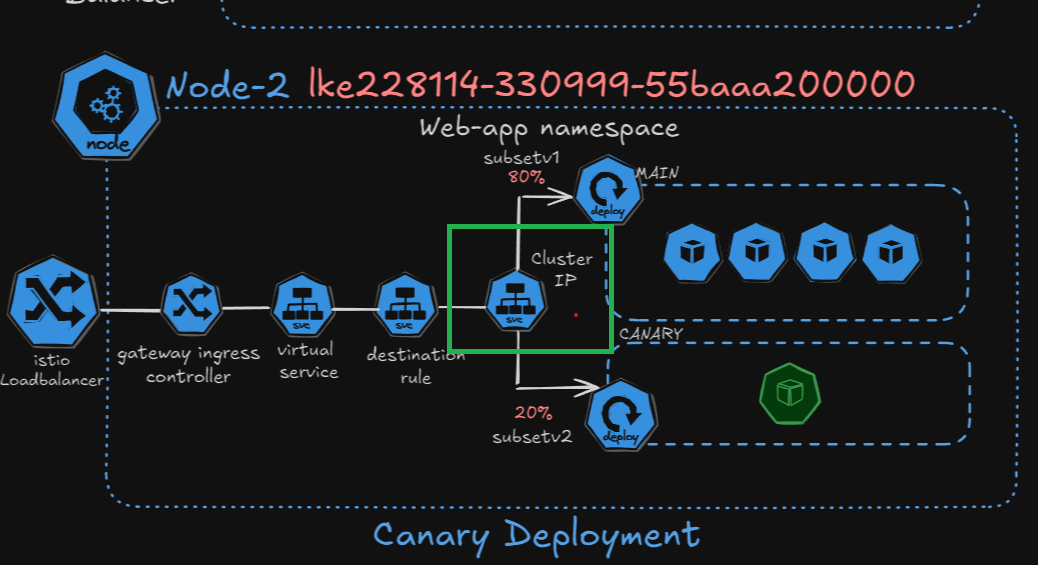 Balancer
Node-2 lke228114-330999-55baaa200000
node
Web-app namespace
subsetv1
80%
MAIN
deploy
Cluster
IP
svc
svc
svc
istio
Loadbalancer
gateway ingress
controller
virtual
service
destination
rule
CANARY
20%
subsetv2
deploy
Canary Deployment